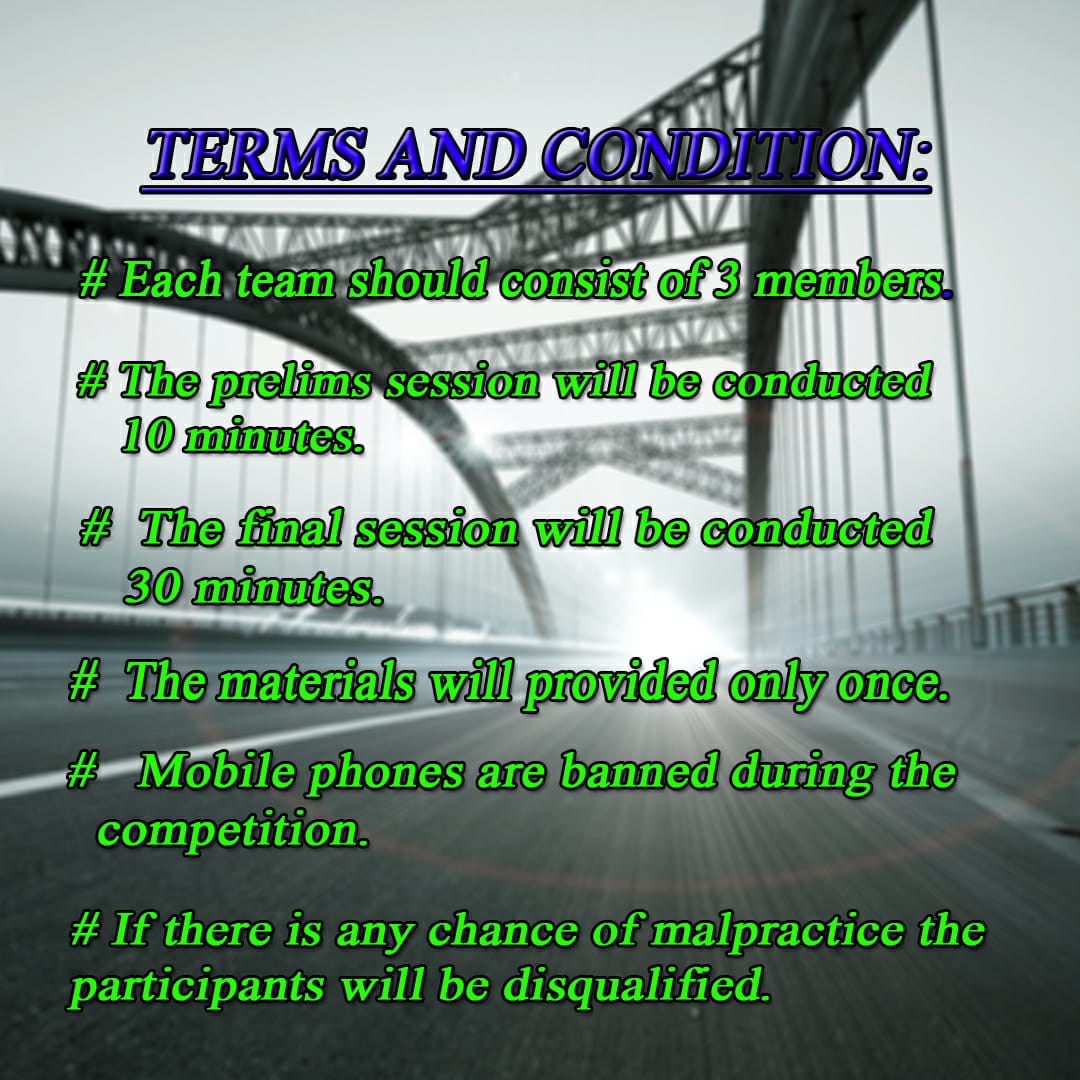 TERMS AND CONDITION:
# Each team should consist of 3 members.
# The prelims session will be conducted
10 minutes.
# The final session will be conducted
30 minutes.
# The materials will provided only once.
# Mobile phones are banned during the
competition.
# If there is any chance of malpractice the
participants will be disqualified.